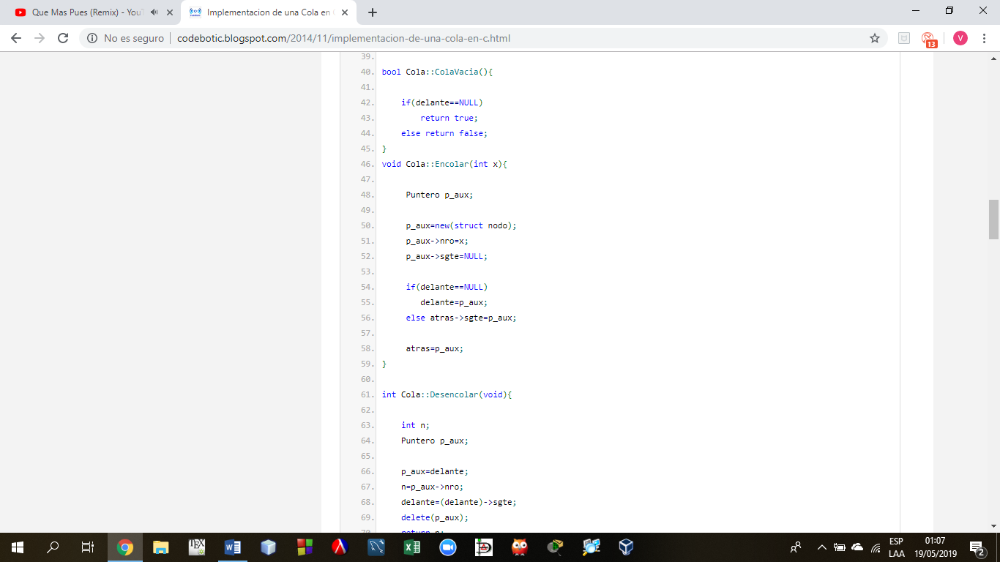 Que Mas Pues (Remix) - YouT
Implementacion de una Cola en C
No es seguro
codebotic.blogspot.com/2014/11/implementacion-de-una-cola-en-c.html
13
V
39.
40. bool Cola::ColaVacia(){
41.
42. if(delante==NULL)
43. return true;
44. else return false;
45. }
46. void Cola::Encolar(int x){
47.
48. Puntero p_aux;
49.
50. p_aux=new(struct nodo);
51. p_aux->nro=x;
52. p_aux->sgte=NULL;
53.
54. if(delante==NULL)
55. delante=p_aux;
56. else atras->sgte=p_aux;
57.
58. atras=p_aux;
59. }
60.
61. int Cola::Desencolar(void){
62.
63. int n;
64. Puntero p_aux;
65.
66. p_aux=delante;
67. n=p_aux->nro;
68. delante=(delante)->sgte;
69. delete(p_aux);
70. return n;
TEX
ESP
LAA
01:07
19/05/2019
2